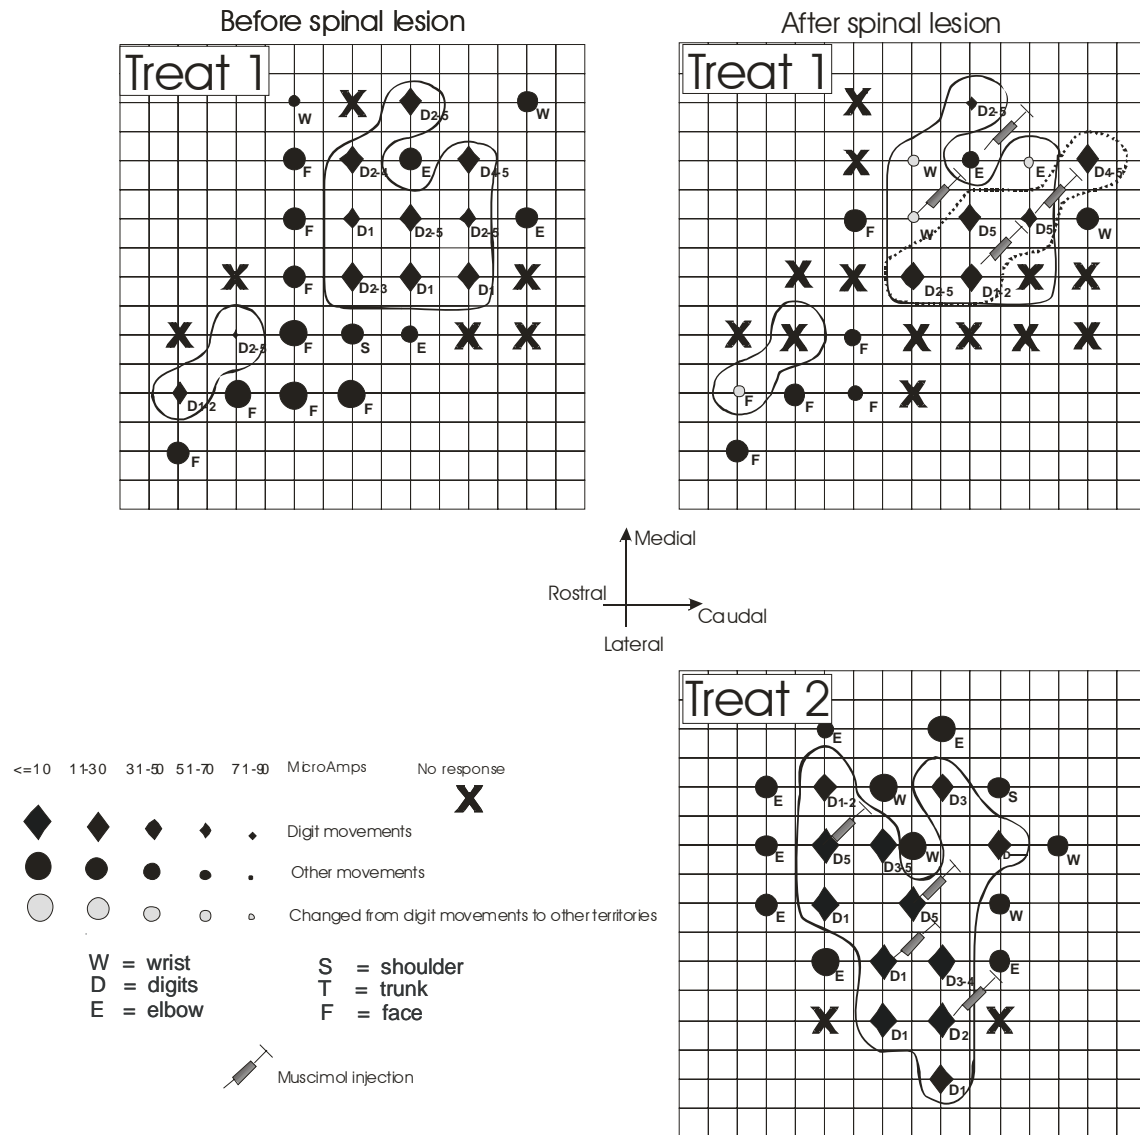 Before spinal lesion
After spinal lesion
Treat 1
W
D2-5
W
F
D2-4
E
D4-5
F
D1
D2-5
D2-5
E
F
D2-3
D1
D1
D2-5
F
S
E
D1-2
F
F
F
F
Treat 1
D2-5
W
E
E
D4-5
F
W
D5
D5
W
D2-5
D1-2
F
F
F
F
F
Medial
Rostral
Caudal
Lateral
Treat 2
E
E
E
D1-2
W
D3
S
E
D5
D3-5
W
D
W
E
D1
D5
W
E
D1
D3-4
E
D1
D2
D1
<=10 11-30 31-50 51-70 71-90 MicroAmps No response
Digit movements
Other movements
Changed from digit movements to other territories
W = wrist
D = digits
E = elbow
S = shoulder
T = trunk
F = face
Muscimol injection